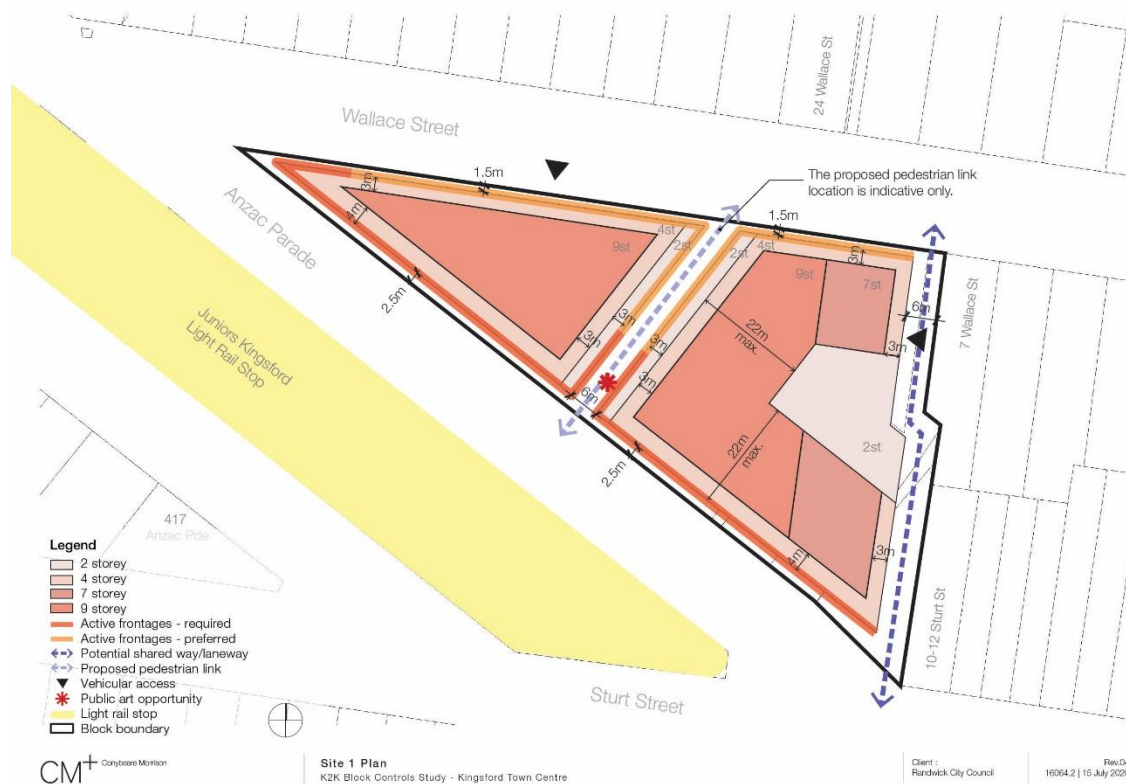 24 Wallace St
Wallace Street
The proposed pedestrian link
location is indicative only.
1.5m
3m
4m
Anzac Parade
9st
4st
2st
1.5m
2st
4st
9st
7st
3m
6m
7 Wallace St
2.5m
22m
max.
3m
3m
3m
3m
Juniors Kingsford
Light Rail Stop
6m
22m
max.
2st
2.5m
4m
3m
417
Anzac Pde
10-12 Sturt St
Sturt Street
Legend
2 storey
4 storey
7 storey
9 storey
Active frontages - required
Active frontages - preferred
Potential shared way/laneway
Proposed pedestrian link
Vehicular access
Public art opportunity
Light rail stop
Block boundary
CM+ Conybeare Morrison
Site 1 Plan
K2K Block Controls Study - Kingsford Town Centre
Client :
Randwick City Council
16064.2 | 15 July